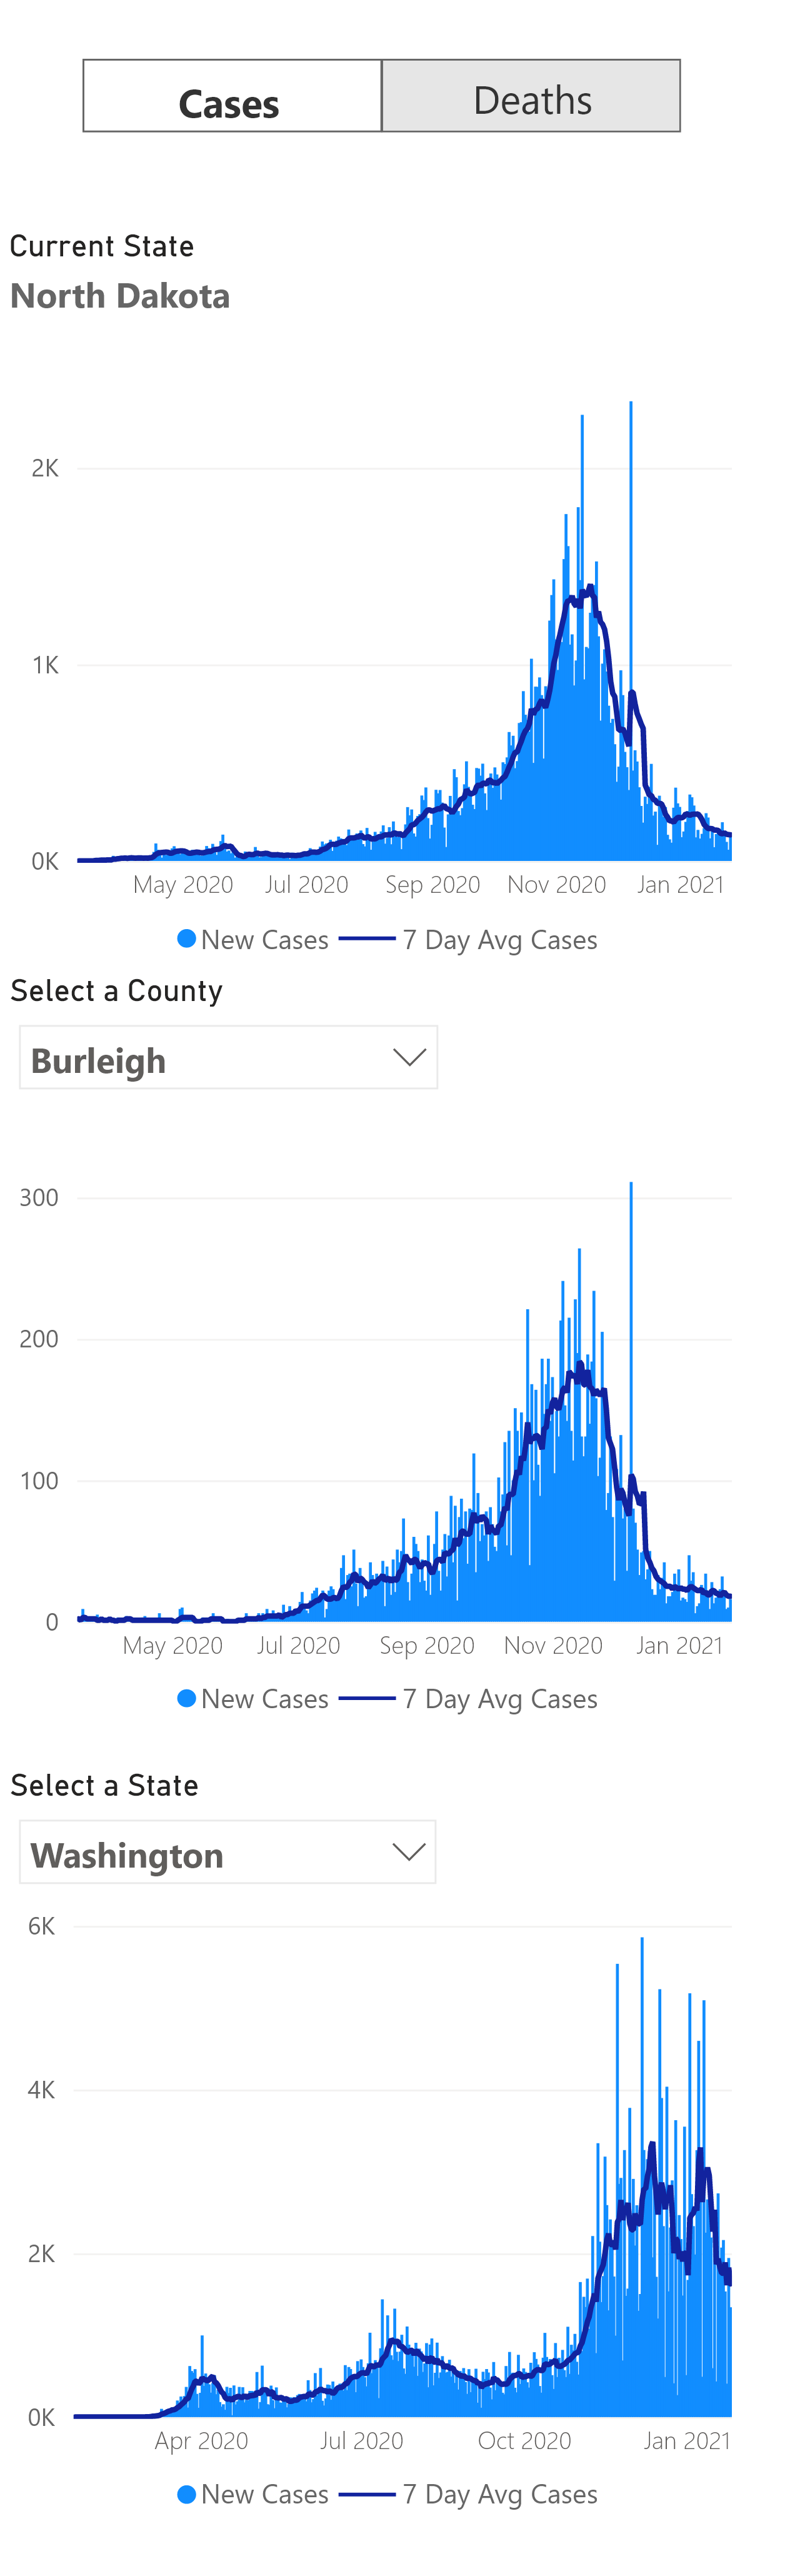 Cases Deaths
Current State
North Dakota
2K
1K
0K
May 2020 Jul 2020 Sep 2020 Nov 2020 Jan 2021
New Cases 7 Day Avg Cases
Select a County
Burleigh
300
200
100
0
May 2020 Jul 2020 Sep 2020 Nov 2020 Jan 2021
New Cases 7 Day Avg Cases
Select a State
Washington
6K
4K
2K
0K
Apr 2020 Jul 2020 Oct 2020 Jan 2021
New Cases 7 Day Avg Cases